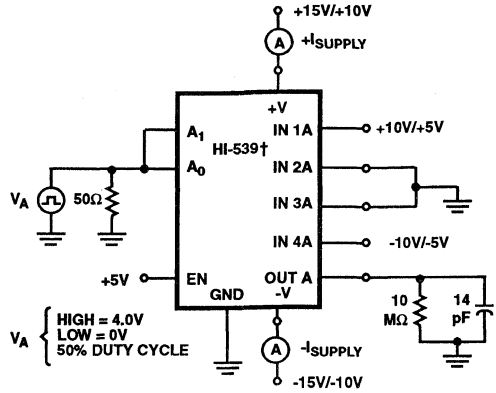 +15V/+10V
A
+ISUPPLY
+V
A1
HI-539†
IN 1A
+10V/+5V
A0
IN 2A
VA
50Ω
IN 3A
IN 4A
-10V/-5V
+5V
EN
OUT A
GND
-V
10 MΩ
14 pF
VA
HIGH = 4.0V
LOW = 0V
50% DUTY CYCLE
A
-ISUPPLY
-15V/-10V